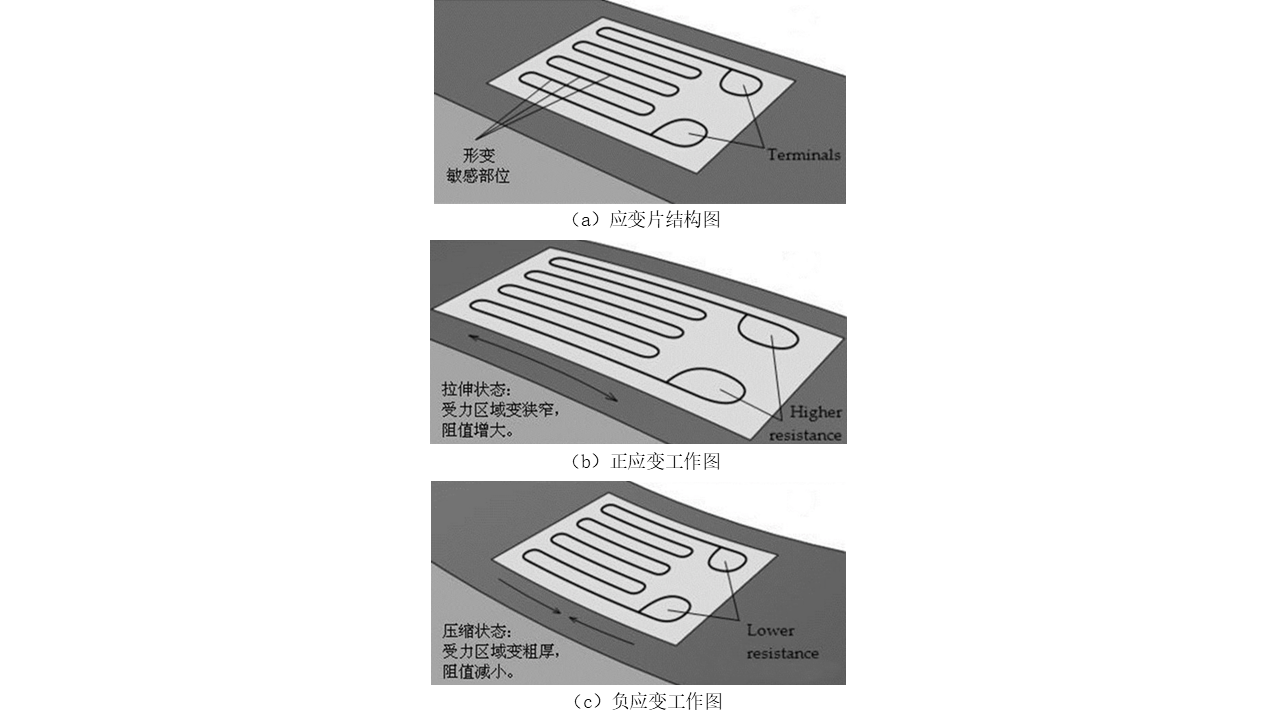 形变
敏感部位
Terminals
（a）应变片结构图
拉伸状态：
受力区域变狭窄，
阻值增大。
Higher
resistance
（b）正应变工作图
压缩状态：
受力区域变粗厚，
阻值减小。
Lower
resistance
（c）负应变工作图